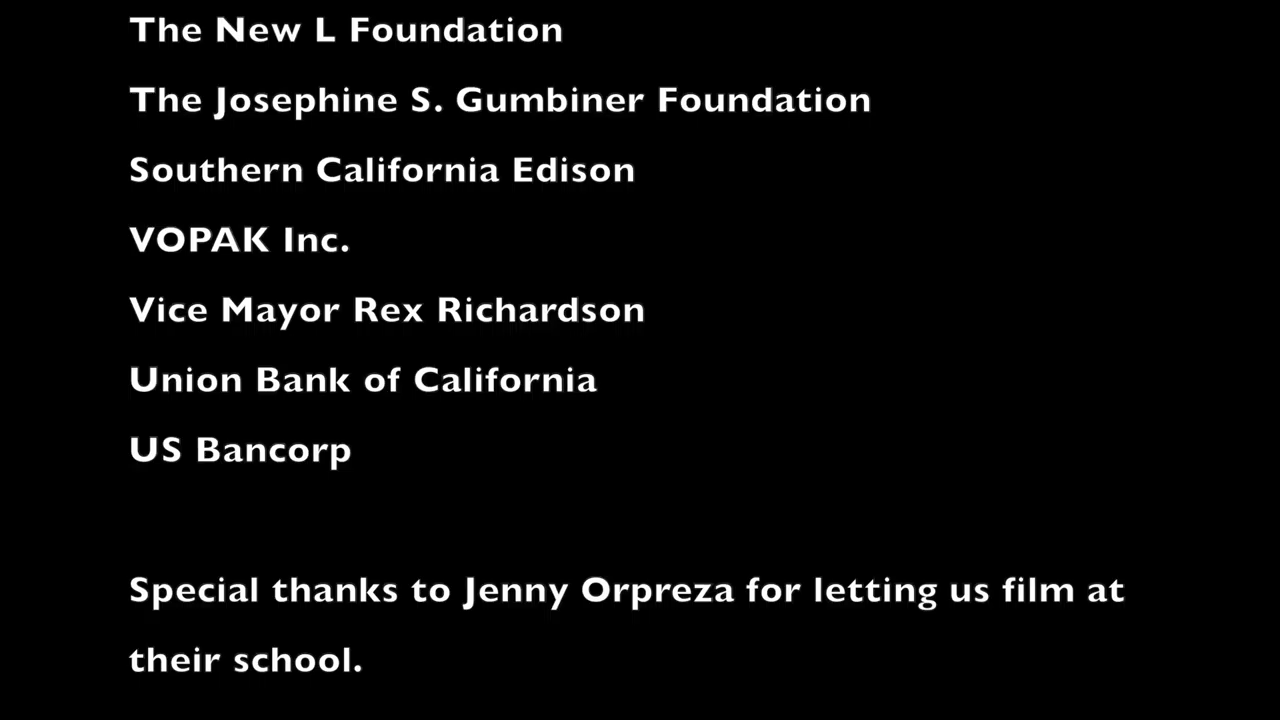 The New L Foundation
The Josephine S. Gumbiner Foundation
Southern California Edison
VOPAK Inc.
Vice Mayor Rex Richardson
Union Bank of California
US Bancorp
Special thanks to Jenny Orpreza for letting us film at
their school.